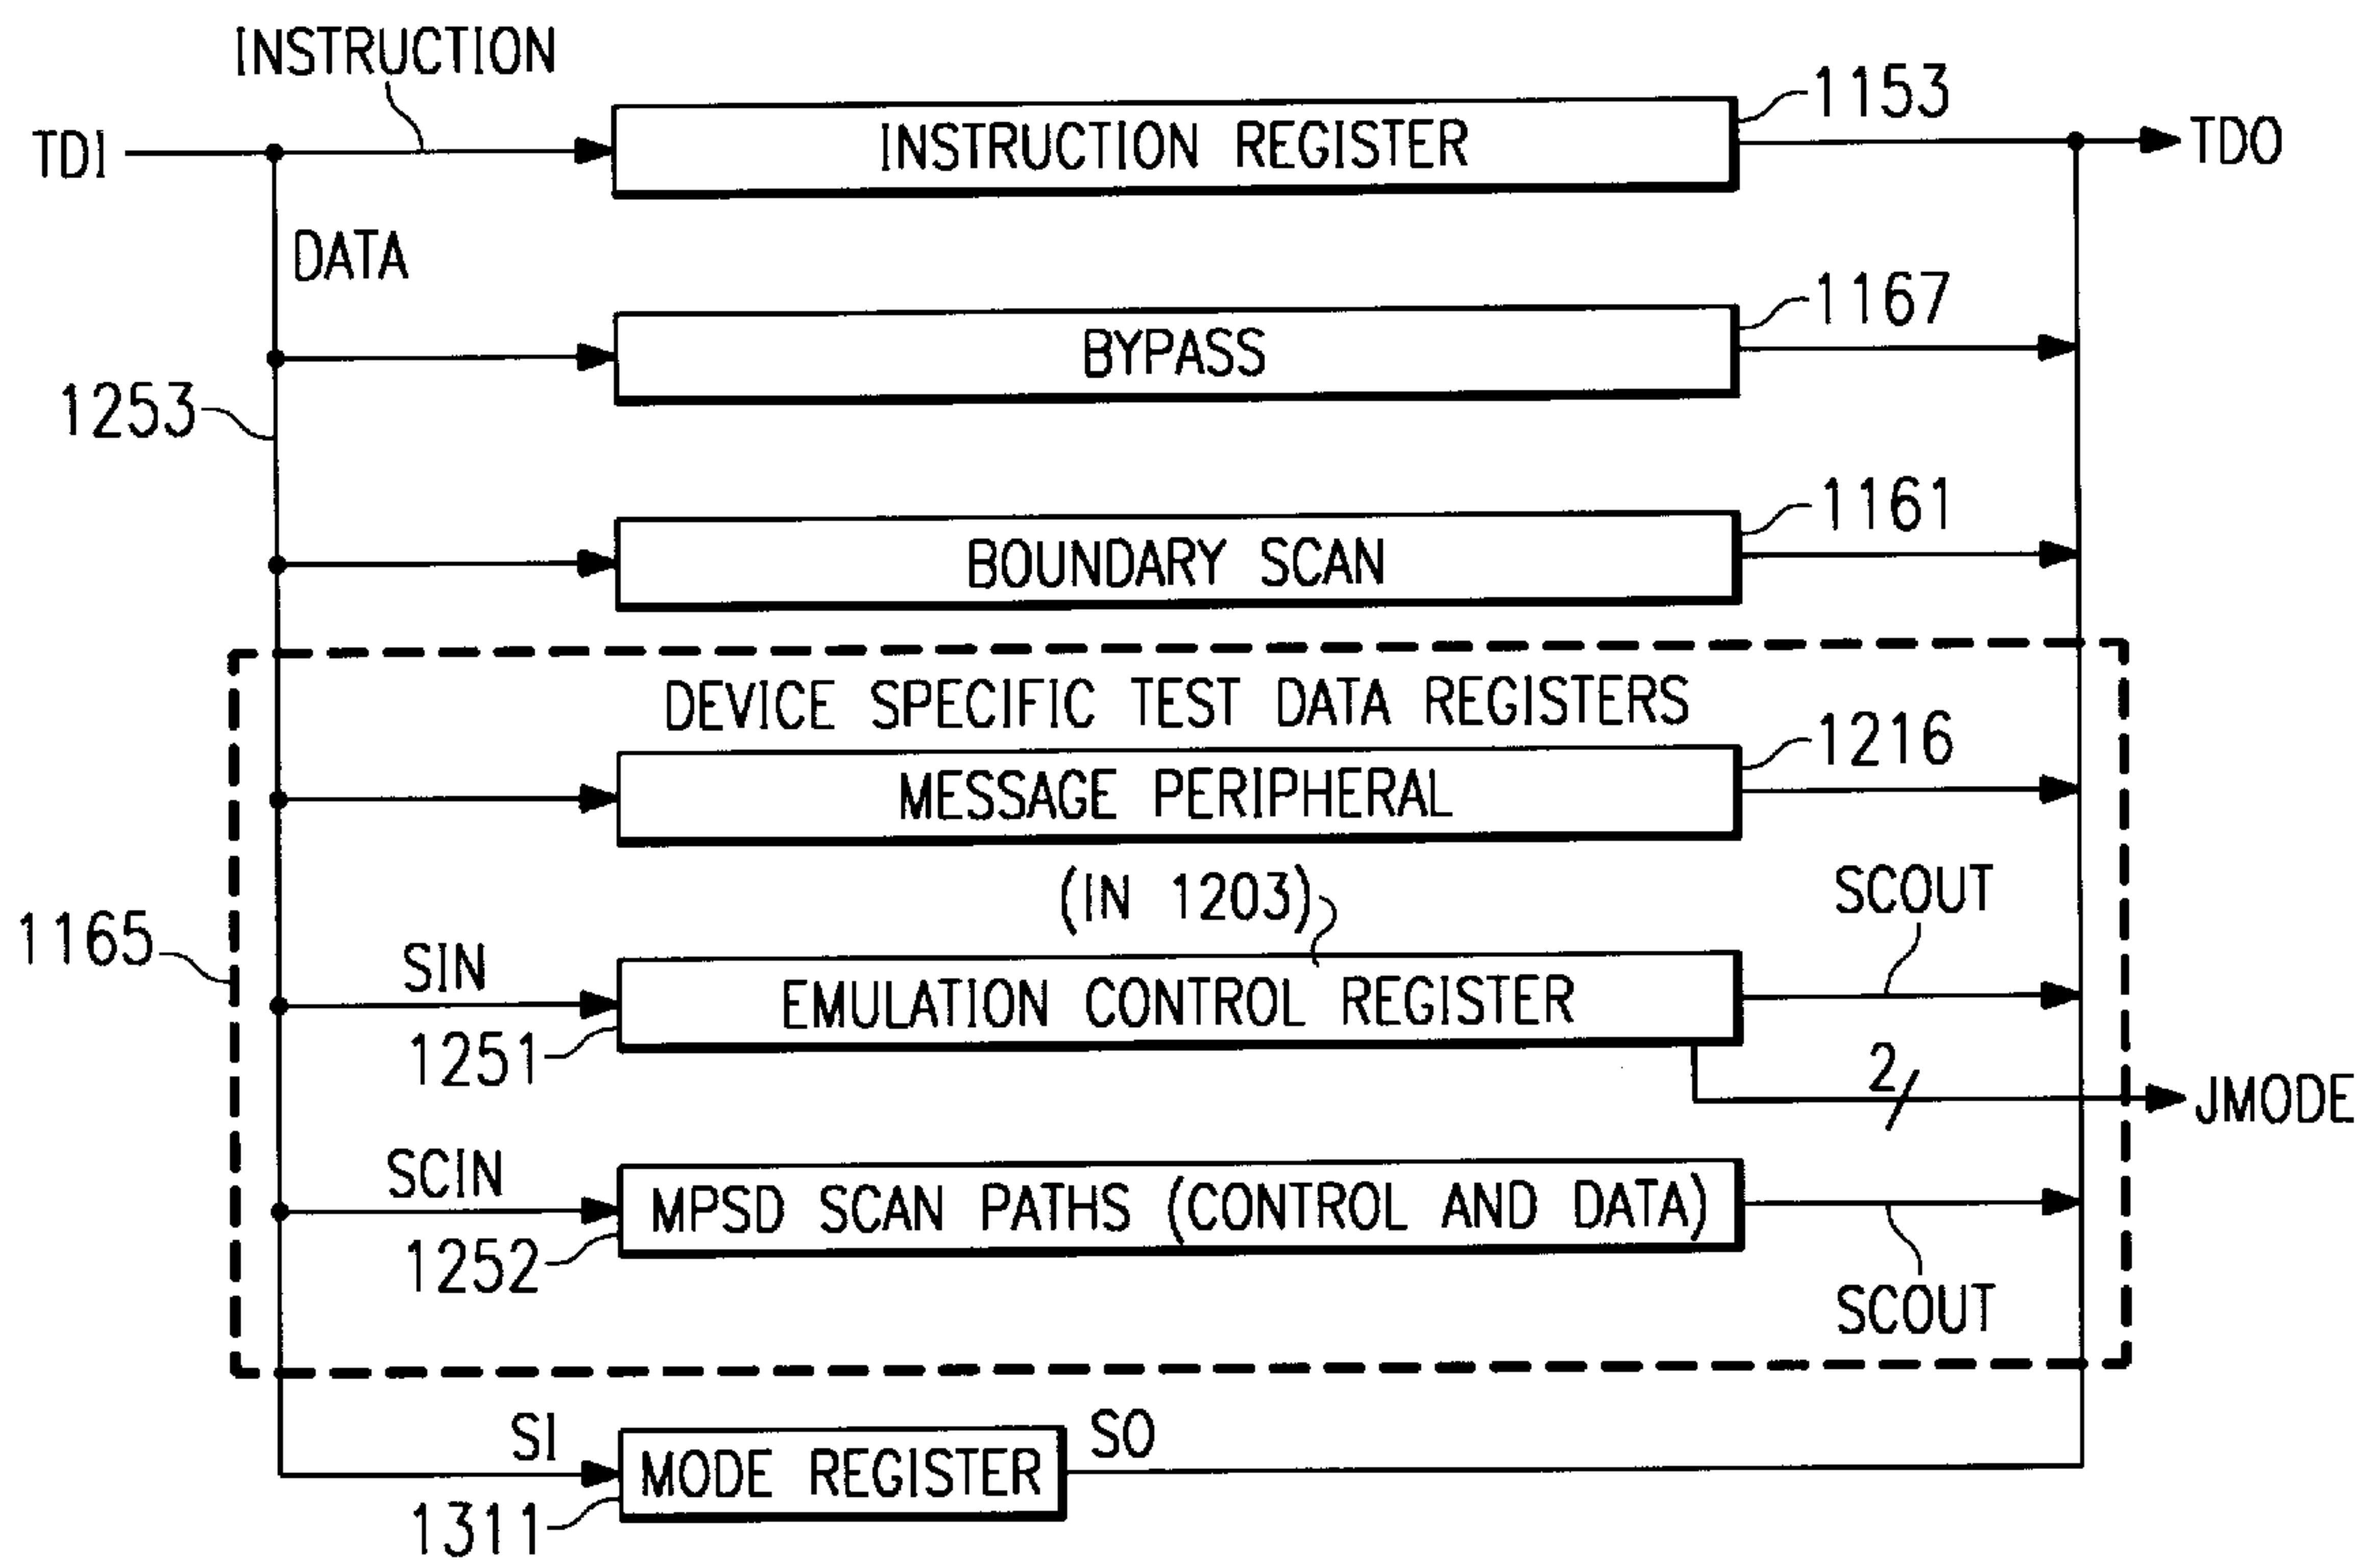 INSTRUCTION
TDI
INSTRUCTION REGISTER
1153
TDO
DATA
BYPASS
1167
1253
BOUNDARY SCAN
1161
DEVICE SPECIFIC TEST DATA REGISTERS
MESSAGE PERIPHERAL
1216
(IN 1203)
SCOUT
1165
SIN
EMULATION CONTROL REGISTER
1251
2
JMODE
SCIN
MPSD SCAN PATHS (CONTROL AND DATA)
1252
SCOUT
SI
MODE REGISTER
SO
1311